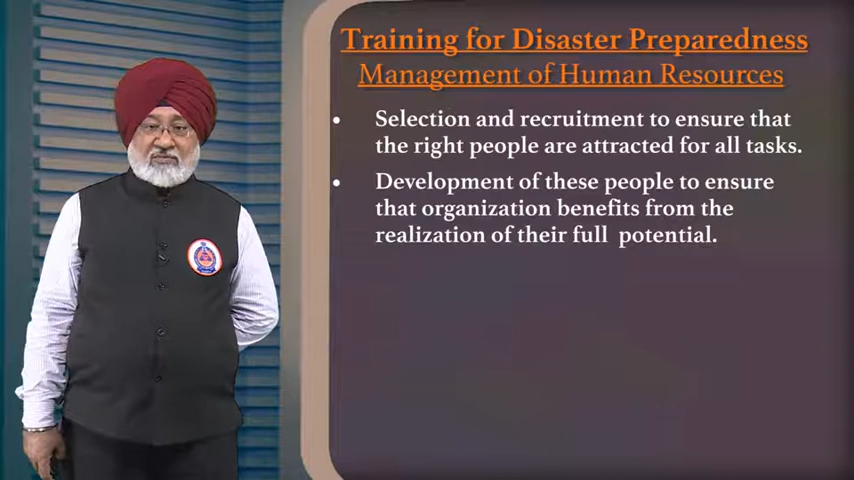 Training for Disaster Preparedness
Management of Human Resources
• Selection and recruitment to ensure that
the right people are attracted for all tasks.
• Development of these people to ensure
that organization benefits from the
realization of their full potential.